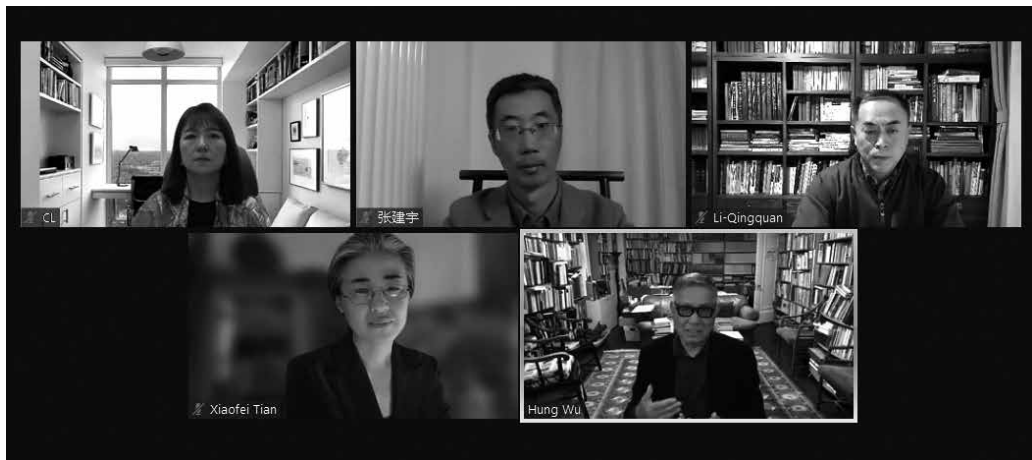 CL
张建宇
Li-Qingquan
Xiaofei Tian
Hung Wu